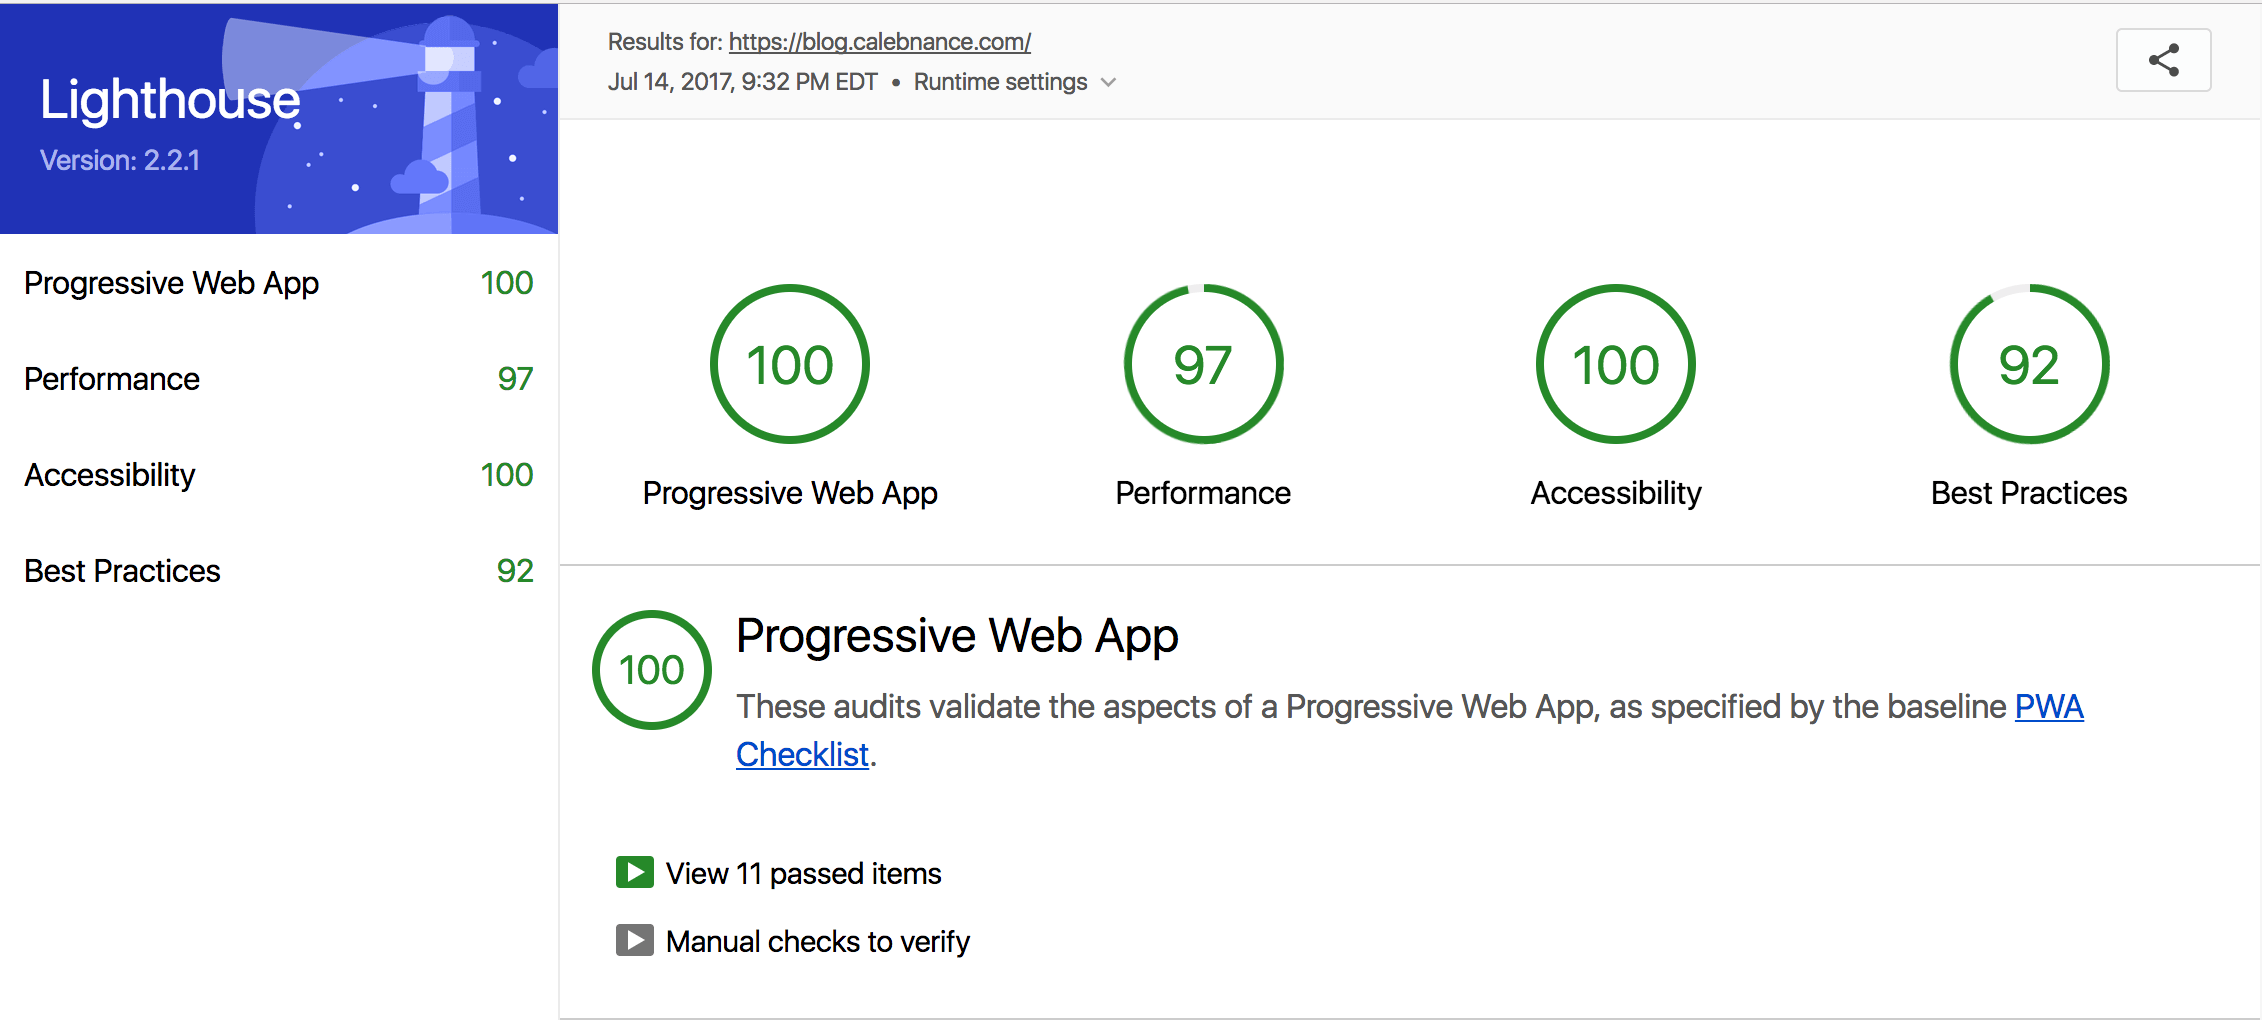 Lighthouse
Version: 2.2.1
Progressive Web App 100
Performance 97
Accessibility 100
Best Practices 92
Results for: https://blog.calebnance.com/
Jul 14, 2017, 9:32 PM EDT • Runtime settings
100
Progressive Web App
97
Performance
100
Accessibility
92
Best Practices
100
Progressive Web App
These audits validate the aspects of a Progressive Web App, as specified by the baseline PWA
Checklist.
View 11 passed items
Manual checks to verify